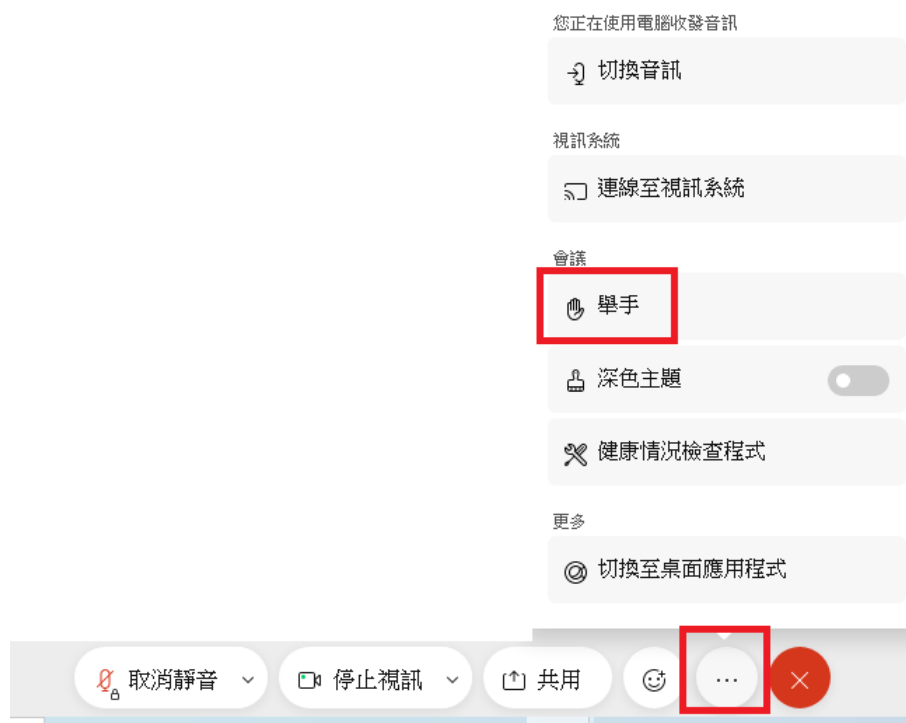 您正在使用電腦收發音訊
切換音訊
視訊系統
連線至視訊系統
會議
舉手
深色主題
健康情況檢查程式
更多
切換至桌面應用程式
取消靜音 停止視訊 共用